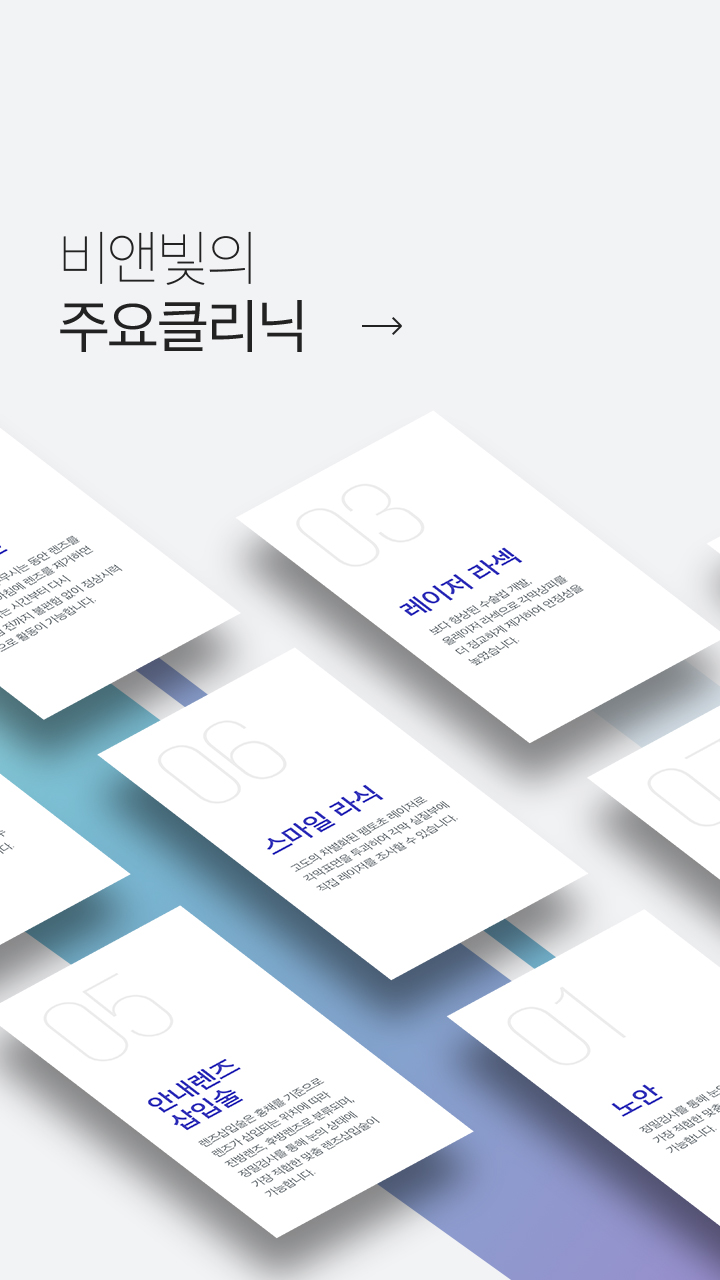 비앤빛의
주요클리닉
→
03
레이저 라섹
보다 향상된 수술법 개발.
올레이저 라섹으로 각막상피를
더 정교하게 제거하여 안정성을
높였습니다.
주무시는 동안 렌즈를
아침에 렌즈를 제거하면
시간부터 다시
전까지 불편함 없이 정상시력
으로 활동이 가능합니다.
06
스마일 라식
고도의 차별화된 펨토초 레이저로
각막표면을 투과하여 각막 실질부에
직접 레이저를 조사할 수 있습니다.
05
안내렌즈
삽입술
렌즈삽입술은 홍채를 기준으로
렌즈가 삽입되는 위치에 따라
전방렌즈, 후방렌즈로 분류되며,
정밀검사를 통해 눈의 상태에
가장 적합한 맞춤 렌즈삽입술이
가능합니다.
01
노안
정밀검사를 통해 눈의
가장 적합한 맞춤
가능합니다.